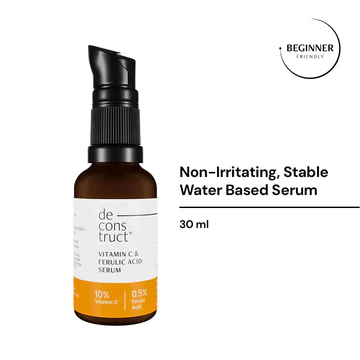 BEGINNER
FRIENDLY
Non-Irritating, Stable
Water Based Serum
30 ml
de
cons
truct®
VITAMIN C &
FERULIC ACID
SERUM
10%
Vitamin C
0.5%
Ferulic
Acid